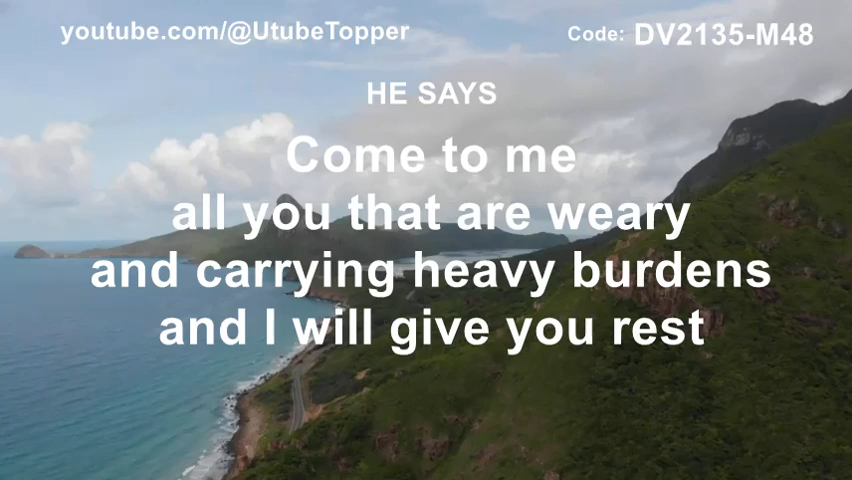 youtube.com/@UtubeTopper
Code: DV2135-M48
HE SAYS
Come to me
all you that are weary
and carrying heavy burdens
and I will give you rest